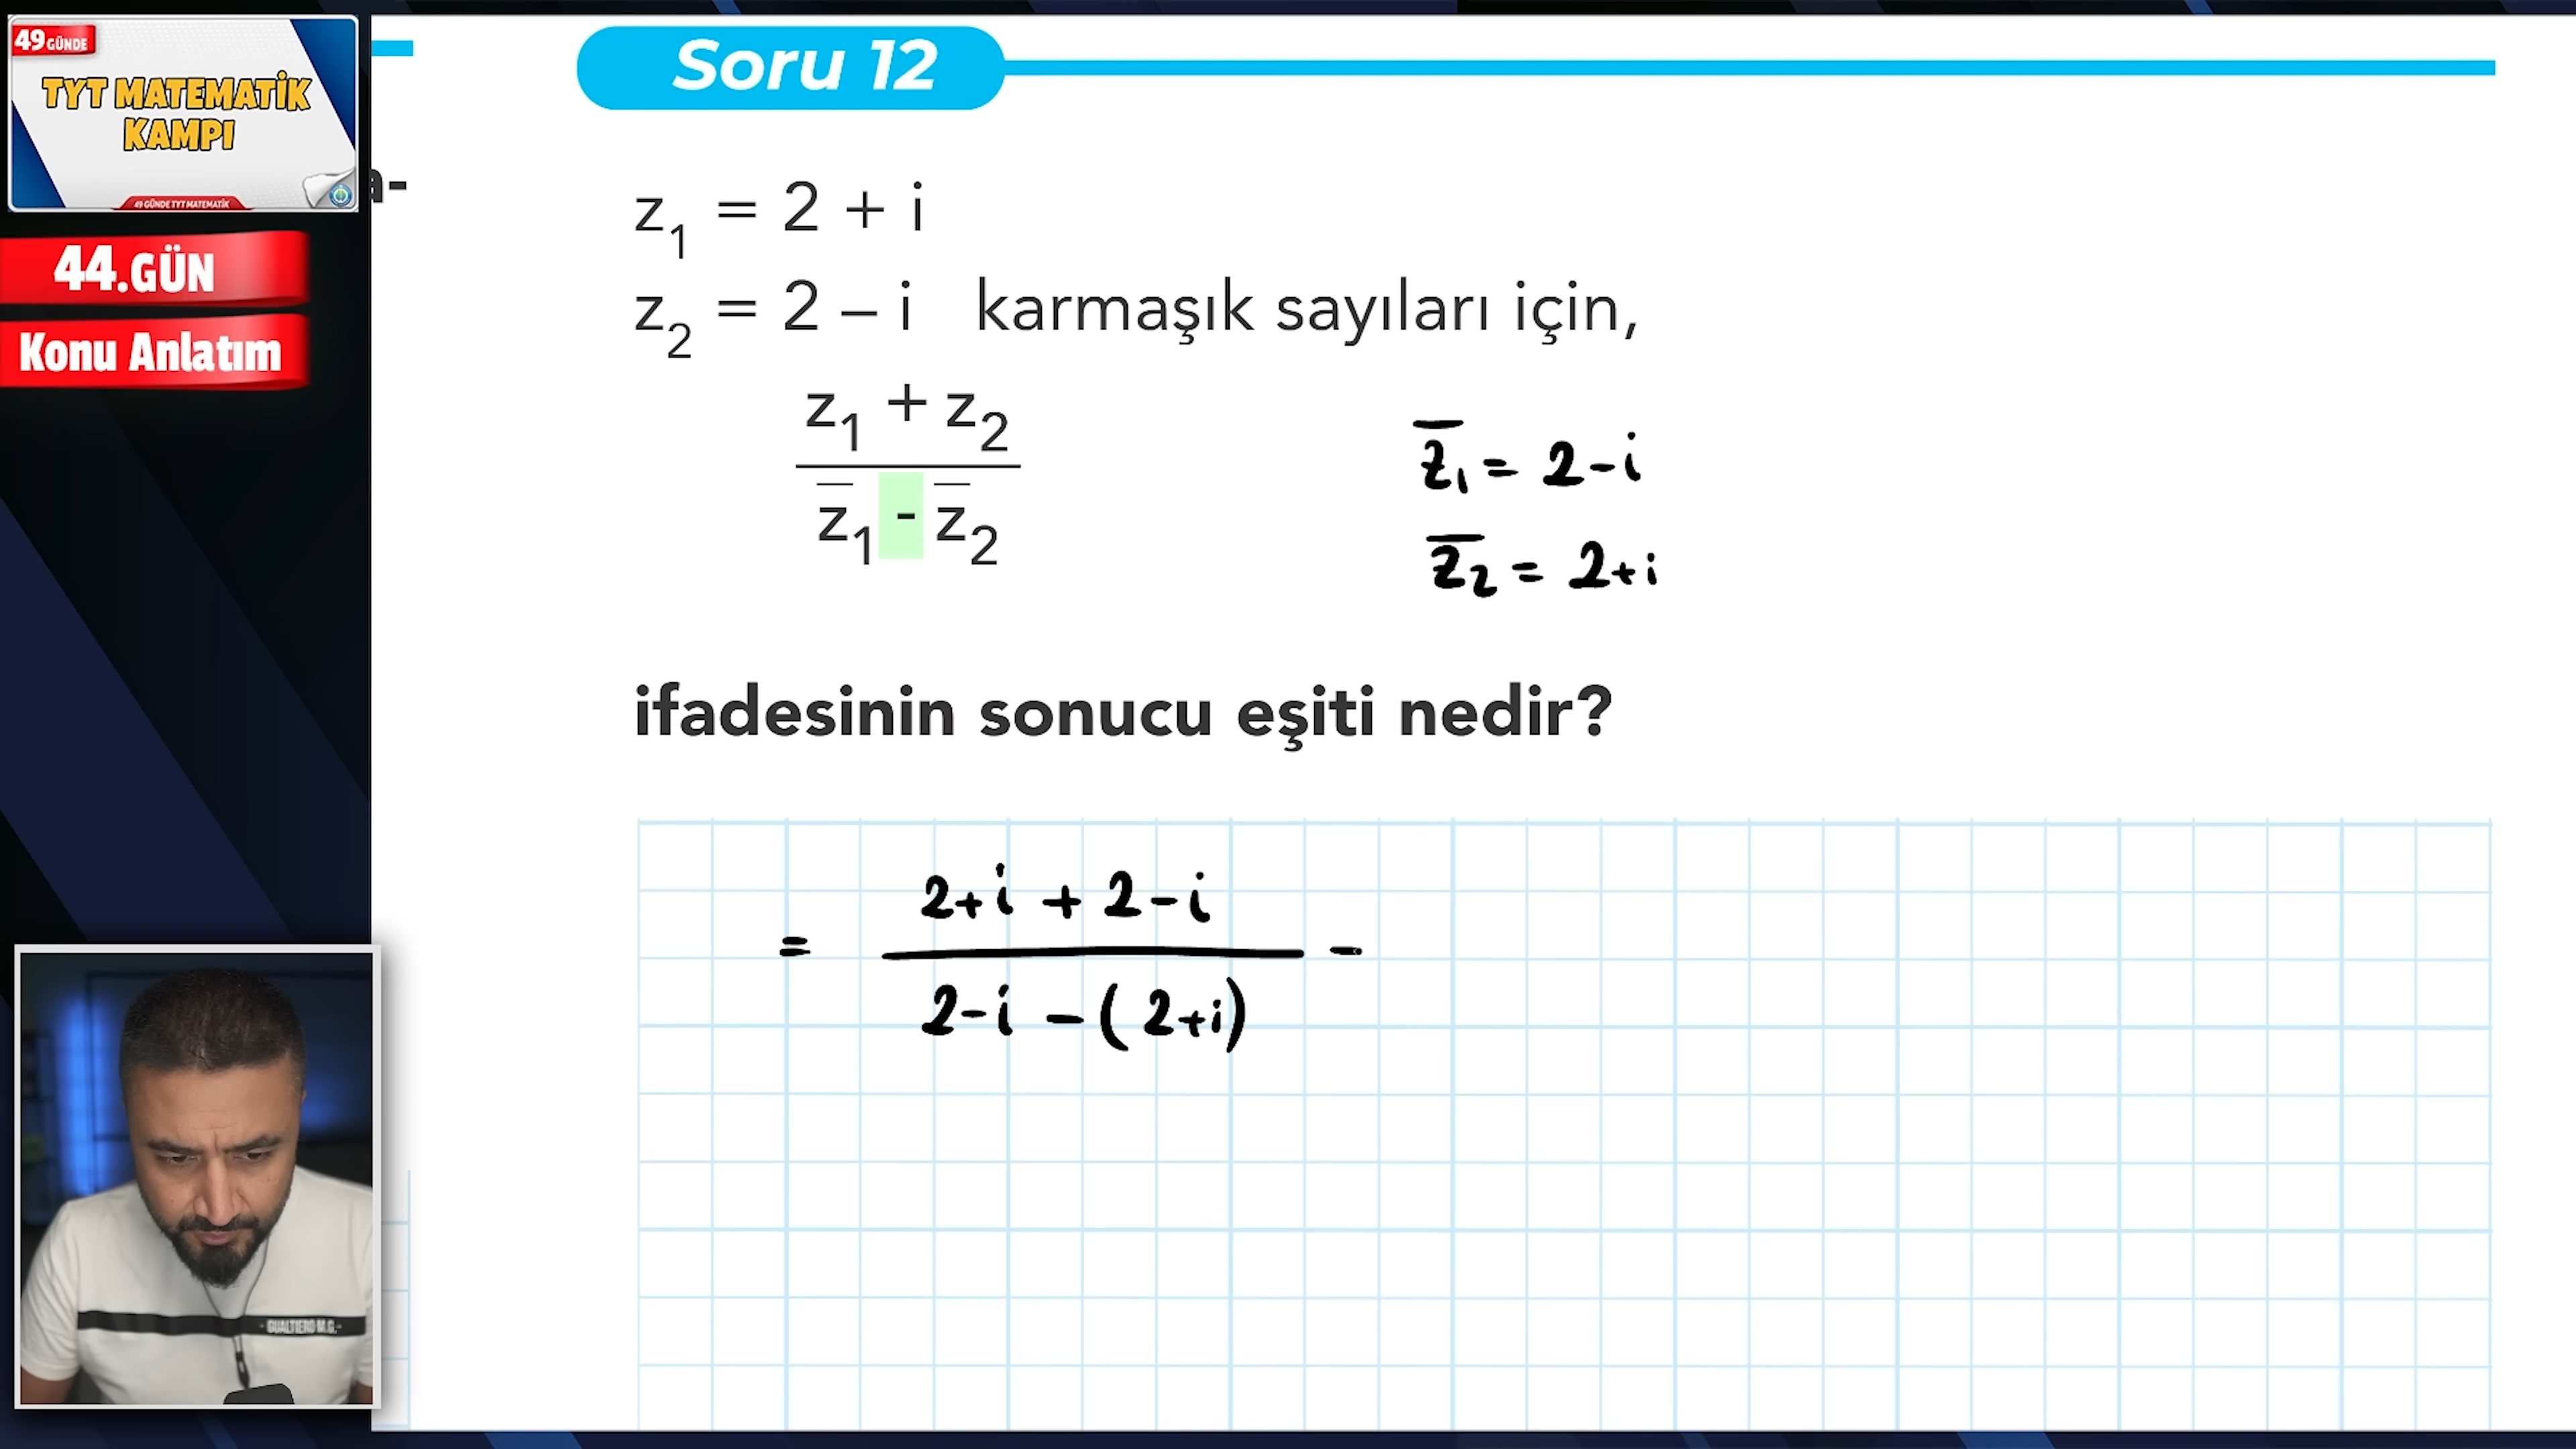 49 GÜNDE
TYT MATEMATİK
KAMPI
49 GÜNDE TYT MATEMATİK
44.GÜN
Konu Anlatım
a-
Soru 12
z₁ = 2 + i
z₂ = 2 – i karmaşık sayıları için,
z₁ + z₂
z̅₁ - z̅₂
z̅₁ = 2-i
z̅₂ = 2+i
ifadesinin sonucu eşiti nedir?
2+i + 2-i
= ―――――― -
2-i -( 2+i)
- GUALTIERO M.G. -